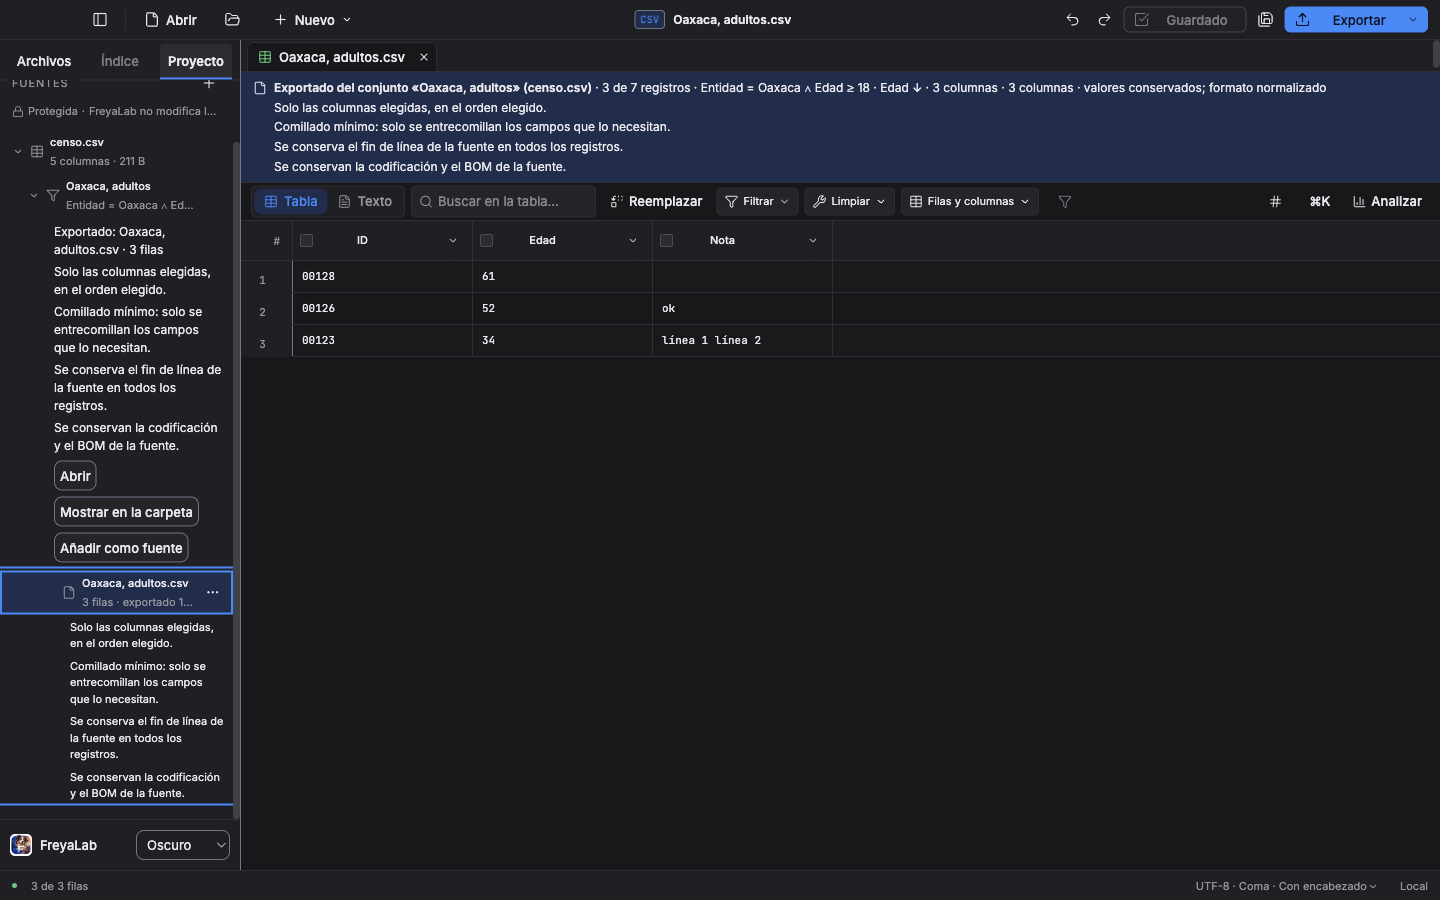 Abrir
Nuevo
CSV
Oaxaca, adultos.csv
Guardado
Exportar
Archivos
Índice
Proyecto
FUENTES
Protegida · FreyaLab no modifica l...
censo.csv
5 columnas · 211 B
Oaxaca, adultos
Entidad = Oaxaca ∧ Ed...
Exportado: Oaxaca,
adultos.csv · 3 filas
Solo las columnas elegidas,
en el orden elegido.
Comillado mínimo: solo se
entrecomillan los campos
que lo necesitan.
Se conserva el fin de línea de
la fuente en todos los
registros.
Se conservan la codificación
y el BOM de la fuente.
Abrir
Mostrar en la carpeta
Añadir como fuente
Oaxaca, adultos.csv
3 filas · exportado 1...
Solo las columnas elegidas,
en el orden elegido.
Comillado mínimo: solo se
entrecomillan los campos
que lo necesitan.
Se conserva el fin de línea de
la fuente en todos los
registros.
Se conservan la codificación
y el BOM de la fuente.
FreyaLab
Oscuro
Oaxaca, adultos.csv
Exportado del conjunto «Oaxaca, adultos» (censo.csv) · 3 de 7 registros · Entidad = Oaxaca ∧ Edad ≥ 18 · Edad ↓ · 3 columnas · 3 columnas · valores conservados; formato normalizado
Solo las columnas elegidas, en el orden elegido.
Comillado mínimo: solo se entrecomillan los campos que lo necesitan.
Se conserva el fin de línea de la fuente en todos los registros.
Se conservan la codificación y el BOM de la fuente.
Tabla
Texto
Buscar en la tabla...
Reemplazar
Filtrar
Limpiar
Filas y columnas
#
⌘K
Analizar
# ID Edad Nota
1 00128 61
2 00126 52 ok
3 00123 34 línea 1 línea 2
3 de 3 filas
UTF-8 · Coma · Con encabezado
Local